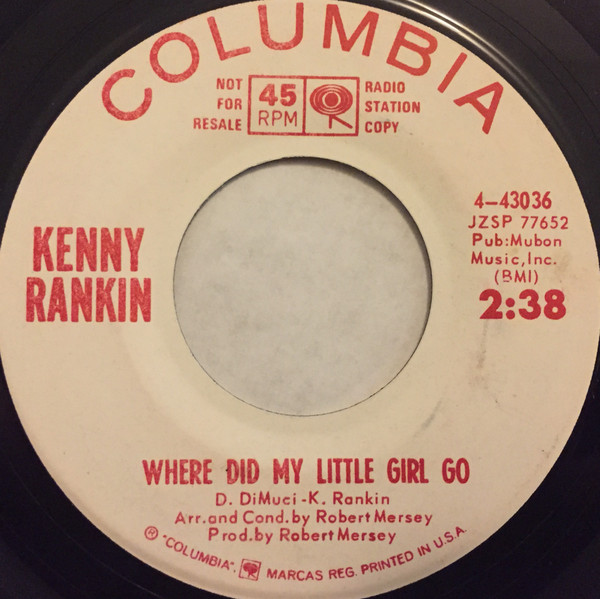 COLUMBIA
NOT
FOR
RESALE
45
RPM
RADIO
STATION
COPY
KENNY
RANKIN
4-43036
JZSP 77652
Pub:Mubon
Music,Inc.
(BMI)
2:38
WHERE DID MY LITTLE GIRL GO
D. DiMuci-K. Rankin
Arr.and Cond.by Robert Mersey
Prod.by Robert Mersey
Ⓟ "COLUMBIA", MARCAS REG. PRINTED IN U.S.A.